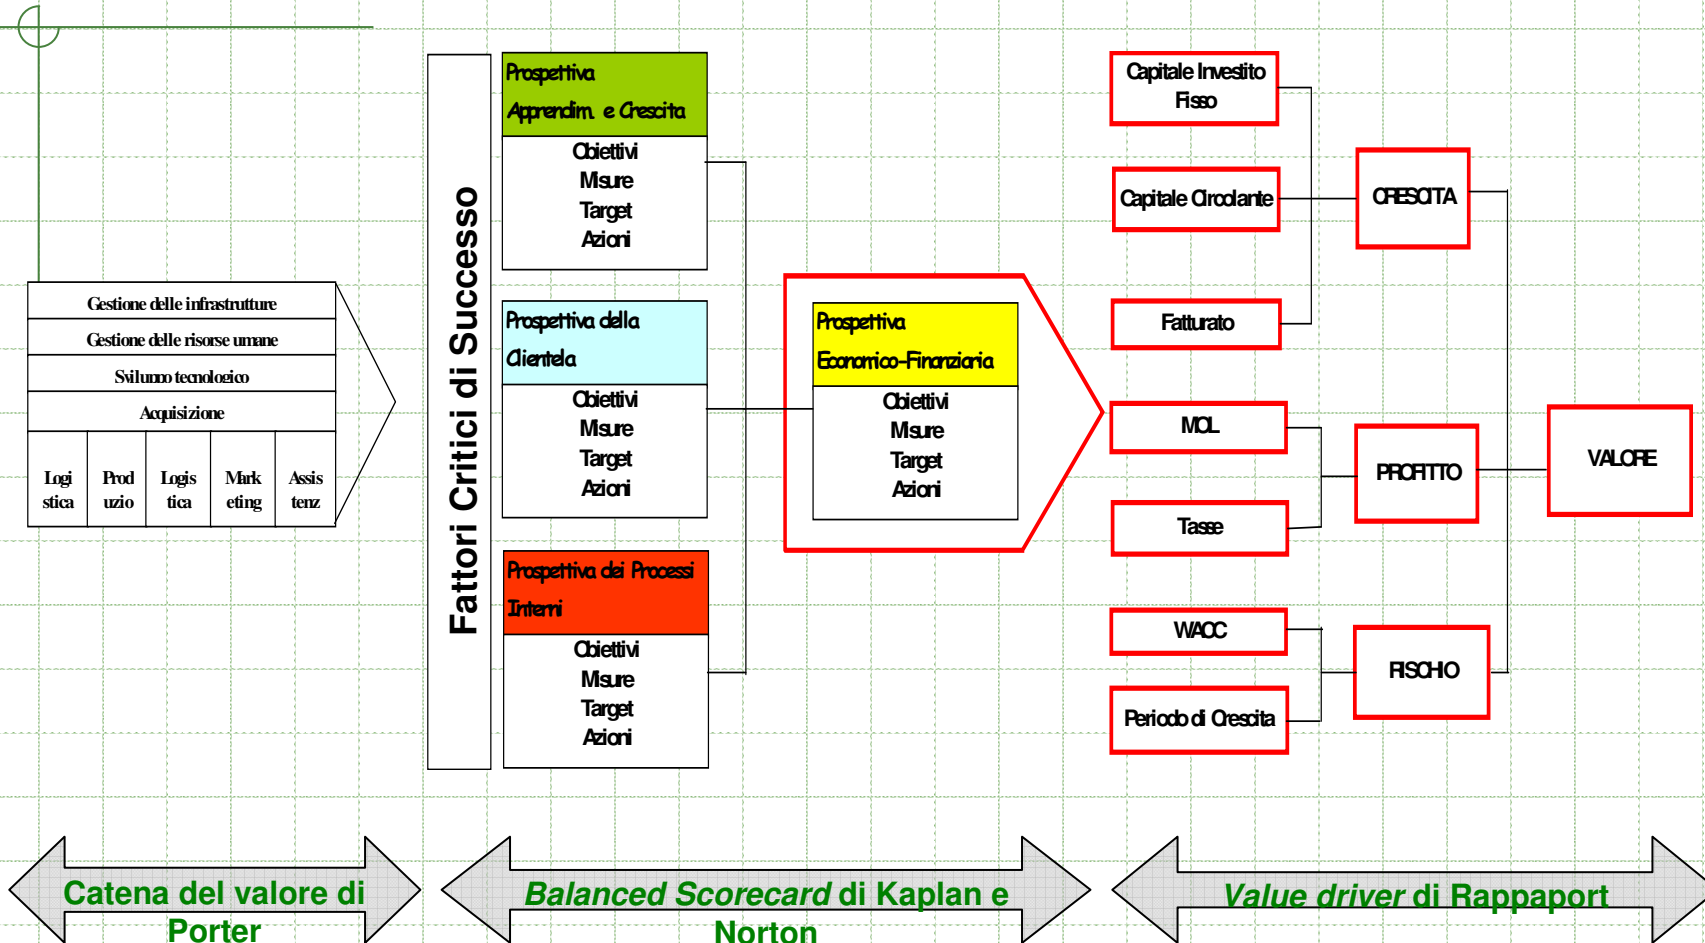 Gestione delle infrastrutture
Gestione delle risorse umane
Sviluppo tecnologico
Acquisizione
Logi
stica
Prod
uzio
Logis
tica
Mark
eting
Assis
tenz
Fattori Critici di Successo
Prospettiva
Apprendim. e Crescita
Obiettivi
Misure
Target
Azioni
Prospettiva della
Clientela
Obiettivi
Misure
Target
Azioni
Prospettiva dei Processi
Interni
Obiettivi
Misure
Target
Azioni
Prospettiva
Economico-Finanziaria
Obiettivi
Misure
Target
Azioni
Capitale Investito
Fisso
Capitale Circolante
Fatturato
MOL
Tasse
WACC
Periodo di Crescita
CRESCITA
PROFITTO
RISCHIO
VALORE
Catena del valore di
Porter
Balanced Scorecard di Kaplan e
Norton
Value driver di Rappaport